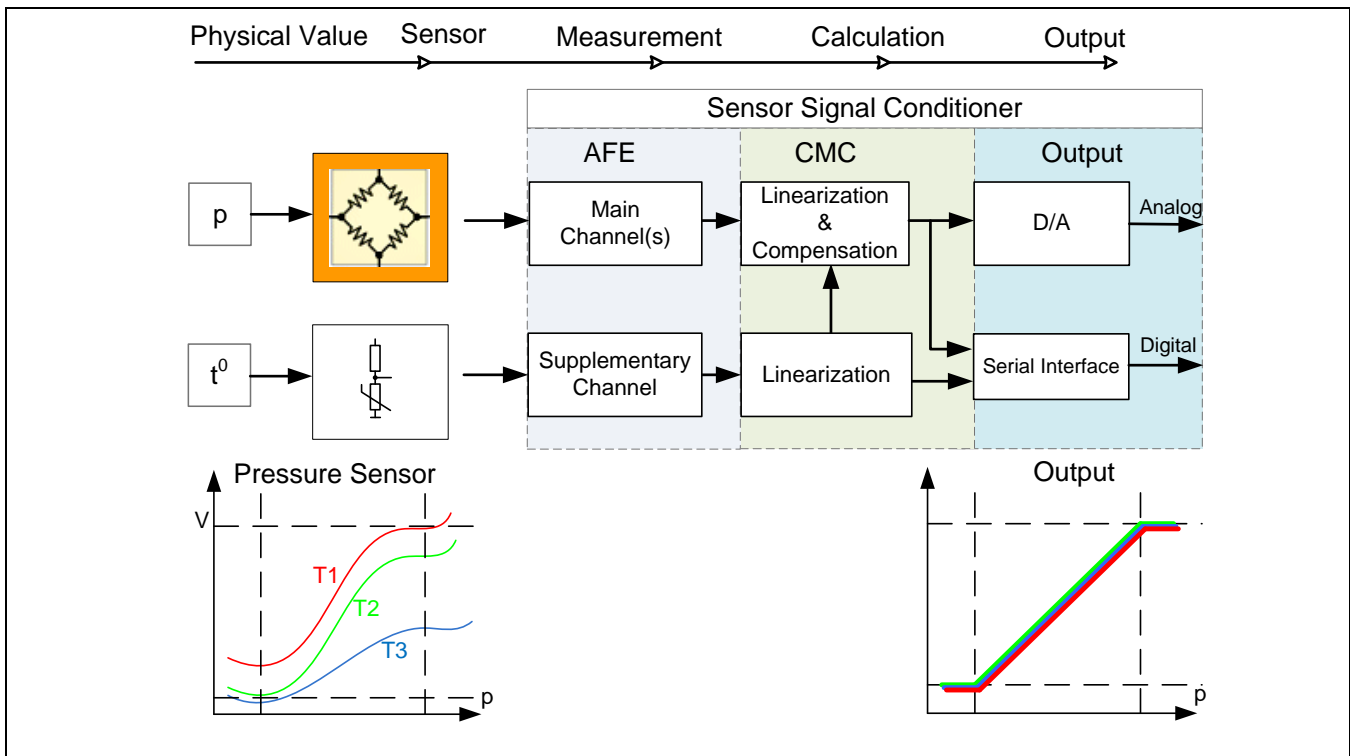 Physical Value
Sensor
Measurement
Calculation
Output
Sensor Signal Conditioner
AFE
CMC
Output
p
Main
Channel(s)
Linearization
&
Compensation
D/A
Analog
t⁰
Supplementary
Channel
Linearization
Serial Interface
Digital
Pressure Sensor
V
T1
T2
T3
p
Output
p